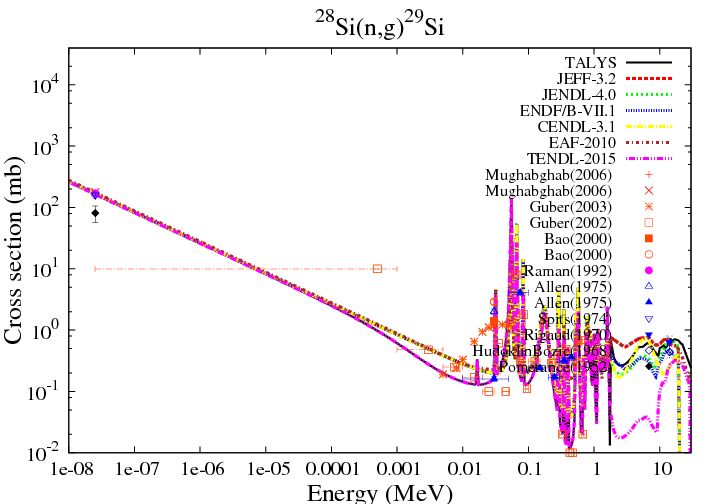 28Si(n,g)29Si
TALYS
JEFF-3.2
JENDL-4.0
ENDF/B-VII.1
CENDL-3.1
EAF-2010
TENDL-2015
Mughabghab(2006)
Mughabghab(2006)
Guber(2003)
Guber(2002)
Bao(2000)
Bao(2000)
Raman(1992)
Allen(1975)
Allen(1975)
Spits(1974)
Rigaud(1970)
Pomerance(1952)
Cross section (mb)
10^4
10^3
10^2
10^1
10^0
10^-1
10^-2
1e-08 1e-07 1e-06 1e-05 0.0001 0.001 0.01 0.1 1 10
Energy (MeV)